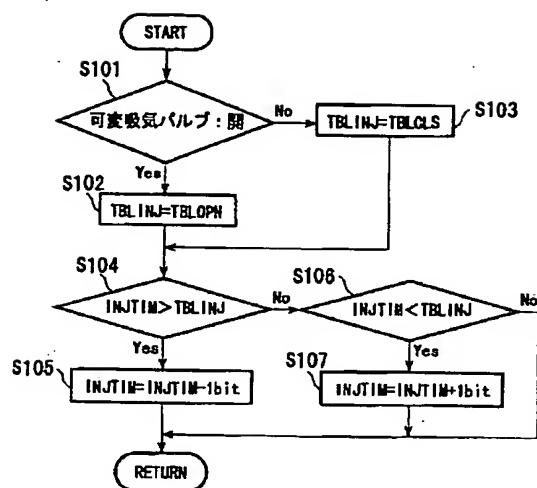 START
S101
可変吸気バルブ：開
No
S103
TBLINJ=TBLCLS
Yes
S102
TBLINJ=TBLOPN
S104
S106
INJTIM>TBLINJ
No
INJTIM<TBLINJ
No
Yes
Yes
S105
INJTIM=INJTIM-1bit
S107
INJTIM=INJTIM+1bit
RETURN